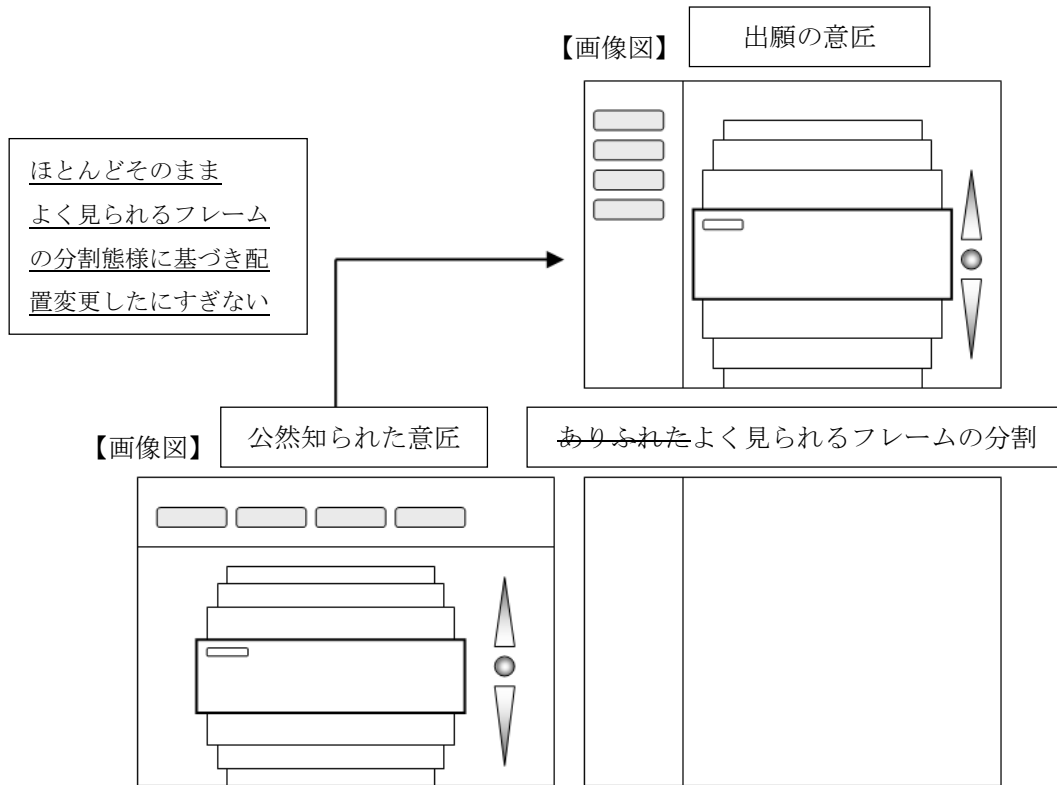 【画像図】
出願の意匠
ほとんどそのまま
よく見られるフレーム
の分割態様に基づき配
置変更したにすぎない
【画像図】
公然知られた意匠
ありふれたよく見られるフレームの分割